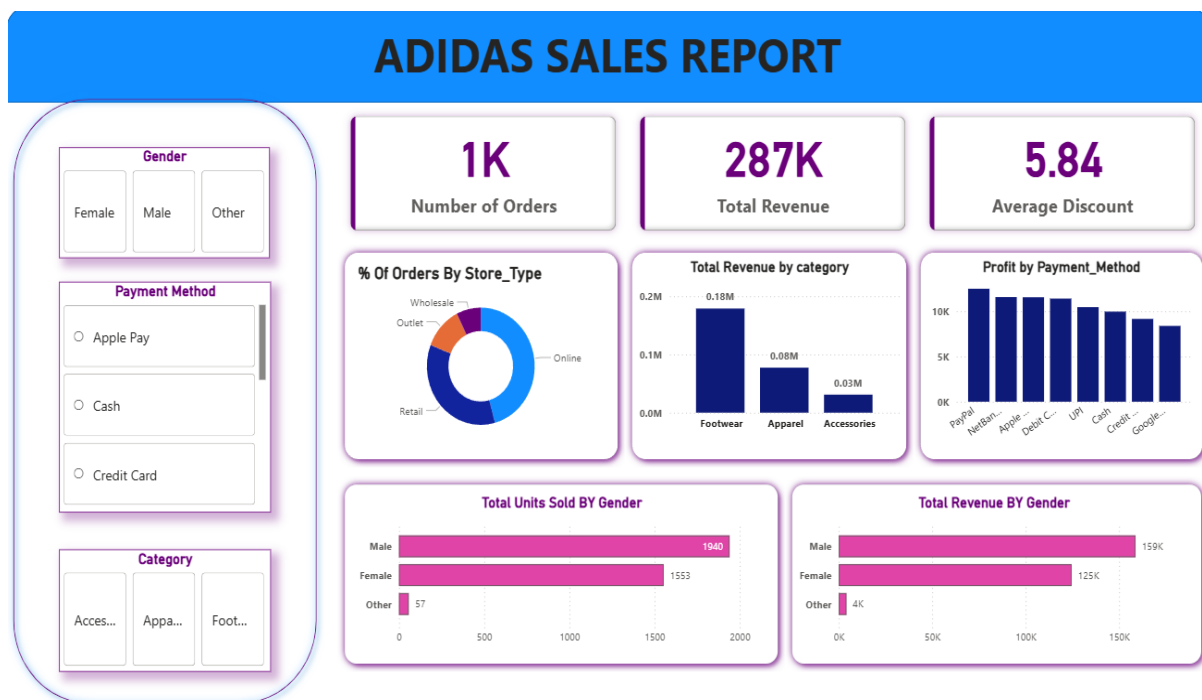 ADIDAS SALES REPORT
Gender
Female
Male
Other
Payment Method
Apple Pay
Cash
Credit Card
Category
Acces...
Appa...
Foot...
1K
Number of Orders
287K
Total Revenue
5.84
Average Discount
% Of Orders By Store_Type
Wholesale
Outlet
Online
Retail
Total Revenue by category
0.2M
0.1M
0.0M
0.18M
0.08M
0.03M
Footwear
Apparel
Accessories
Profit by Payment_Method
10K
5K
0K
PayPal
NetBan...
Apple ...
Debit C...
UPI
Cash
Credit ...
Google...
Total Units Sold BY Gender
Male
1940
Female
1553
Other
57
0
500
1000
1500
2000
Total Revenue BY Gender
Male
159K
Female
125K
Other
4K
0K
50K
100K
150K